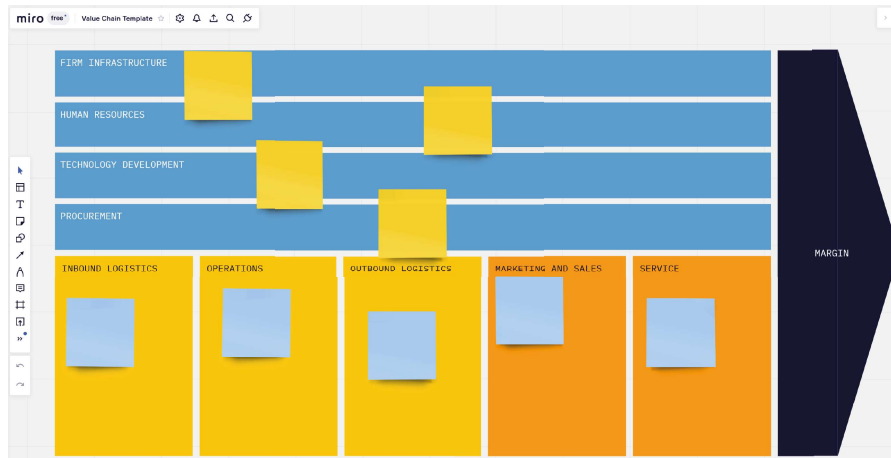 miro free Value Chain Template
FIRM INFRASTRUCTURE
HUMAN RESOURCES
TECHNOLOGY DEVELOPMENT
PROCUREMENT
MARGIN
INBOUND LOGISTICS
OPERATIONS
OUTBOUND LOGISTICS
MARKETING AND SALES
SERVICE